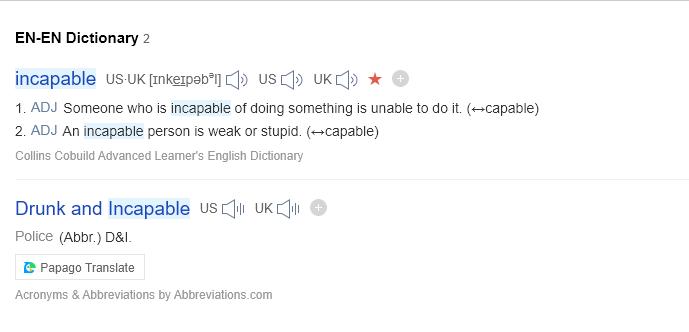 EN-EN Dictionary 2
incapable US·UK [ɪnkeɪpəbᵊl] US UK
1. ADJ Someone who is incapable of doing something is unable to do it. (↔capable)
2. ADJ An incapable person is weak or stupid. (↔capable)
Collins Cobuild Advanced Learner's English Dictionary
Drunk and Incapable US UK
Police (Abbr.) D&I.
Papago Translate
Acronyms & Abbreviations by Abbreviations.com